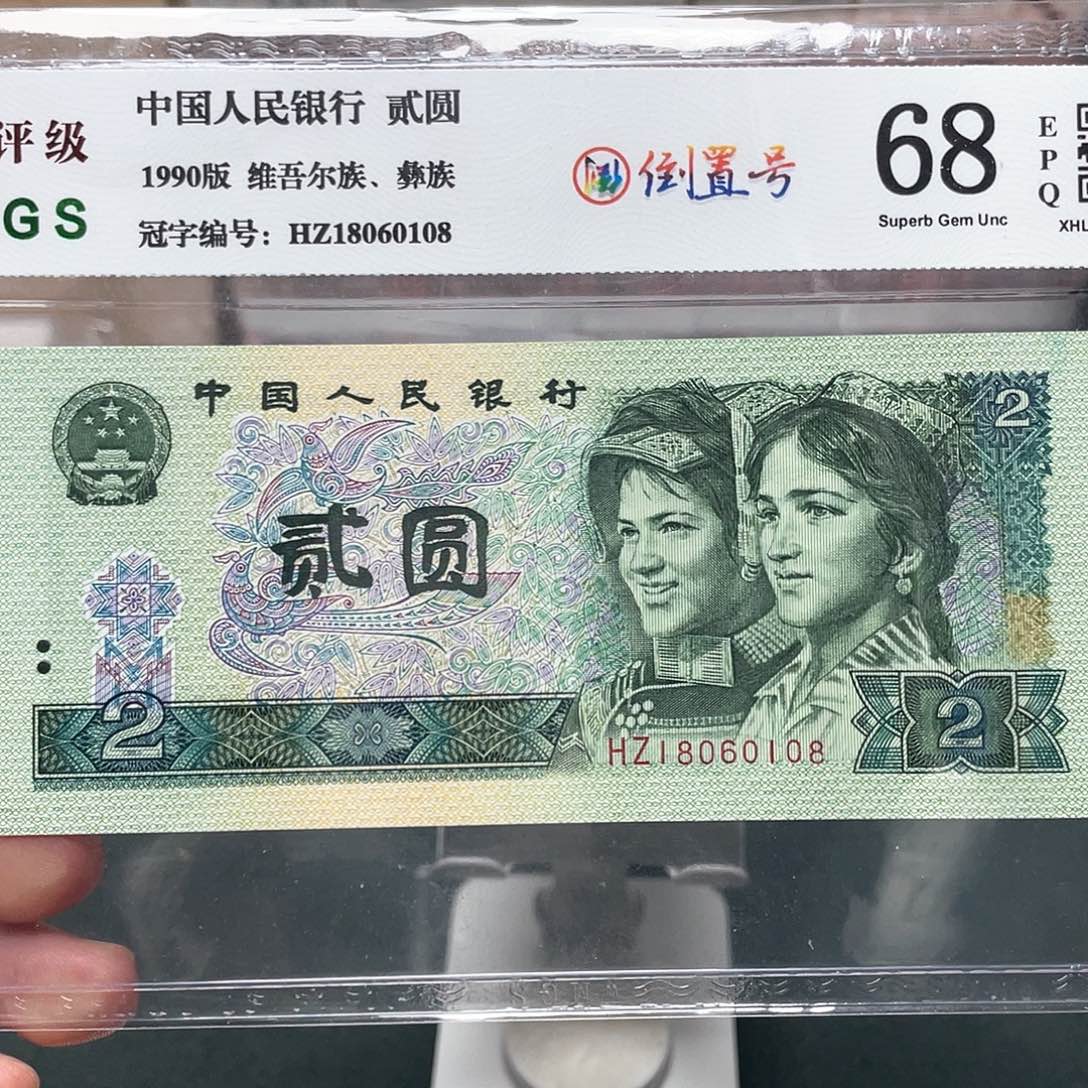 评级
GS
中国人民银行 贰圆
1990版 维吾尔族、彝族
冠字编号：HZ18060108
倒置号
68
Superb Gem Unc
EPQ
XHL
中国人民银行
2
贰圆
2
2
HZ18060108